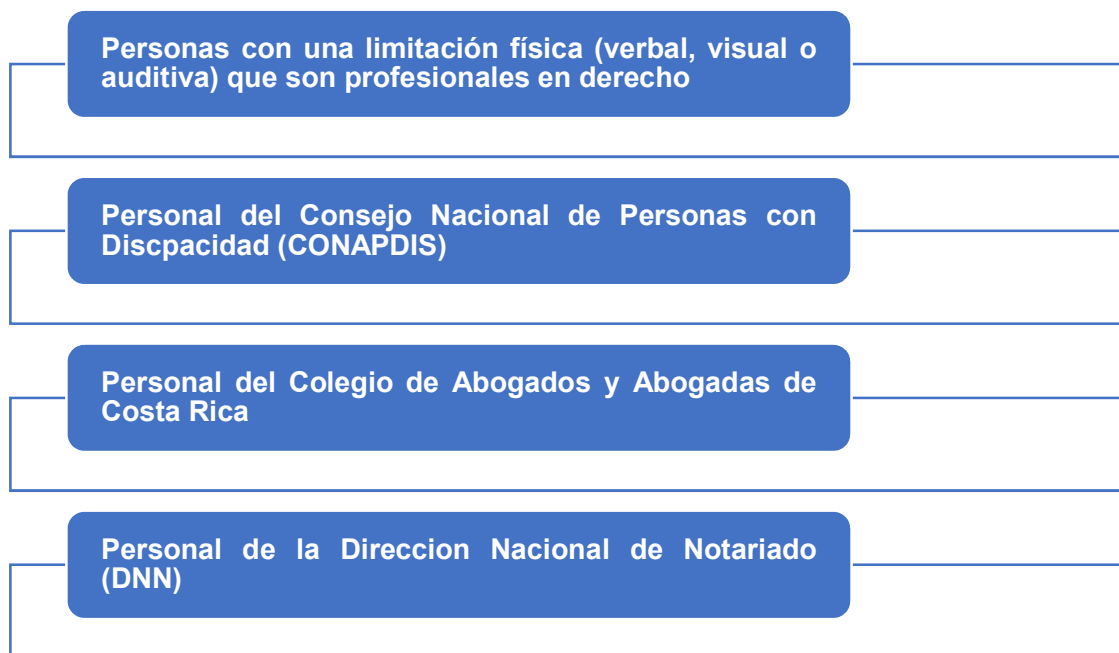 Personas con una limitación física (verbal, visual o
auditiva) que son profesionales en derecho
Personal del Consejo Nacional de Personas con
Discpacidad (CONAPDIS)
Personal del Colegio de Abogados y Abogadas de
Costa Rica
Personal de la Direccion Nacional de Notariado
(DNN)